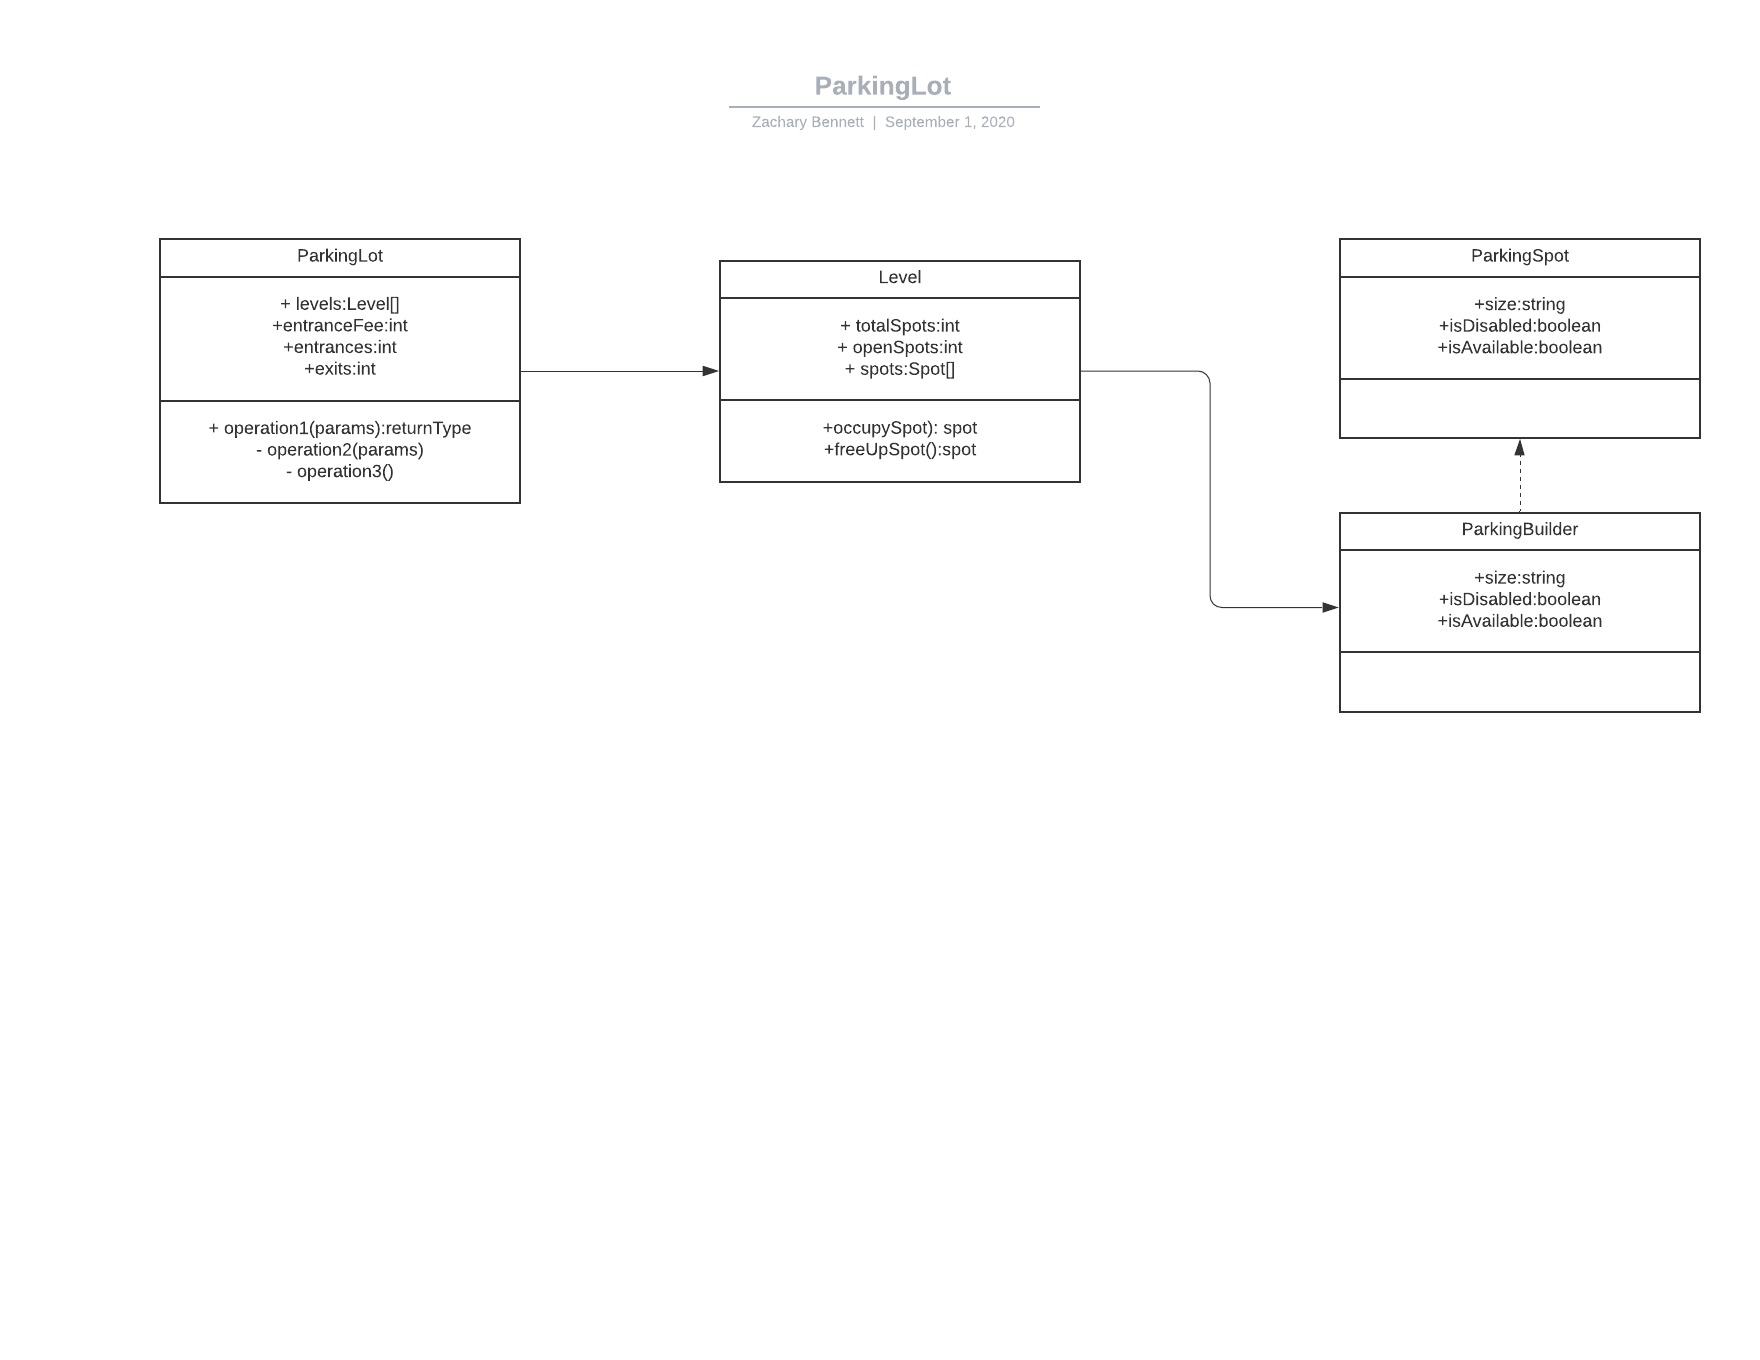 ParkingLot
Zachary Bennett | September 1, 2020
ParkingLot
+ levels:Level[]
+entranceFee:int
+entrances:int
+exits:int
+ operation1(params):returnType
- operation2(params)
- operation3()
Level
+ totalSpots:int
+ openSpots:int
+ spots:Spot[]
+occupySpot): spot
+freeUpSpot():spot
ParkingSpot
+size:string
+isDisabled:boolean
+isAvailable:boolean
ParkingBuilder
+size:string
+isDisabled:boolean
+isAvailable:boolean